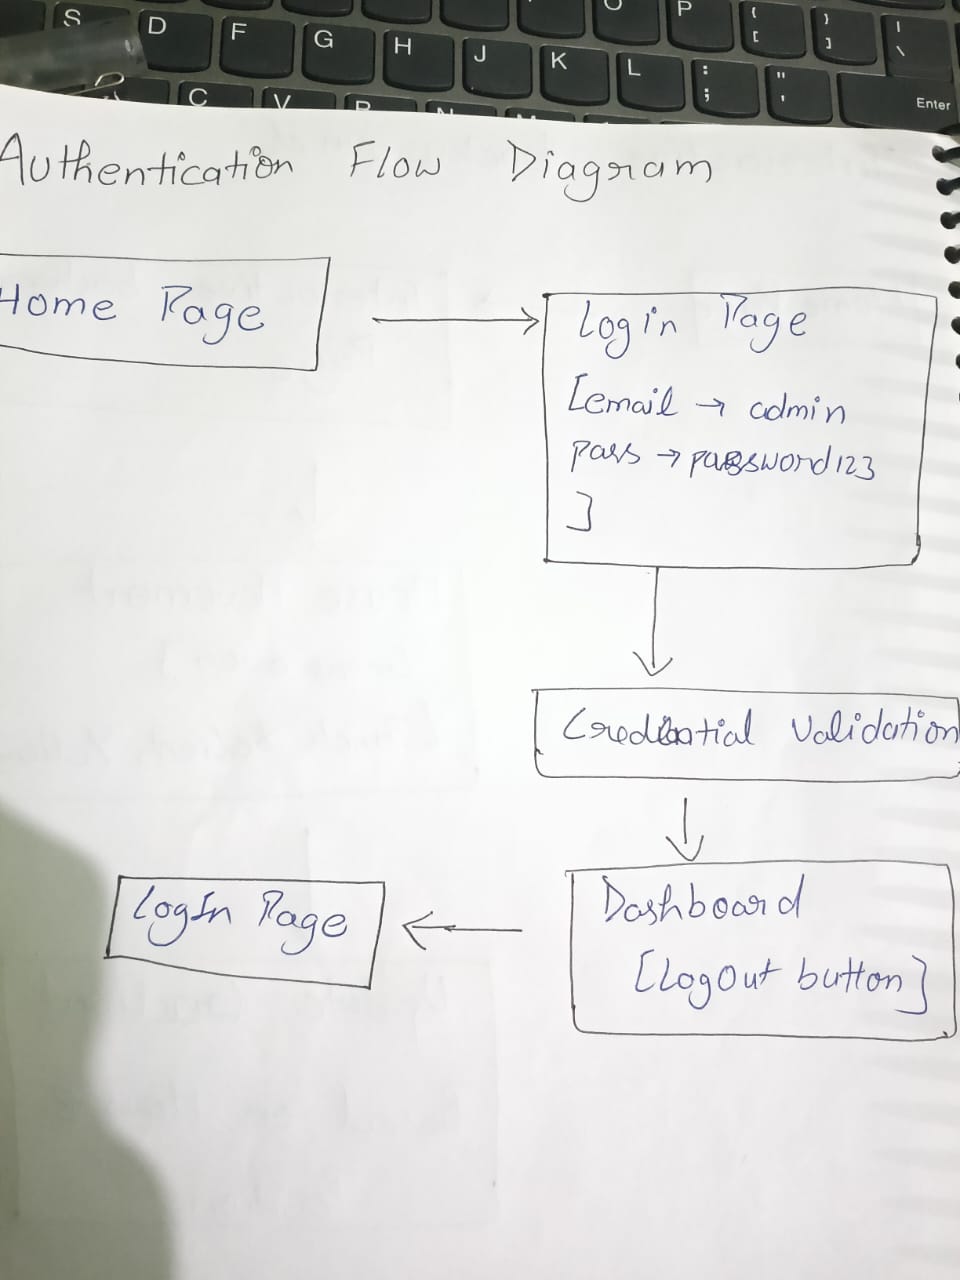 S D F G H J K L : ; " ' Enter
O P { [ } ] | \
C V B N M
Authentication Flow Diagram
Home Page
Login Page
[email → admin
pass → password123
]
Credential Validation
Dashboard
[LogOut button]
LogIn Page